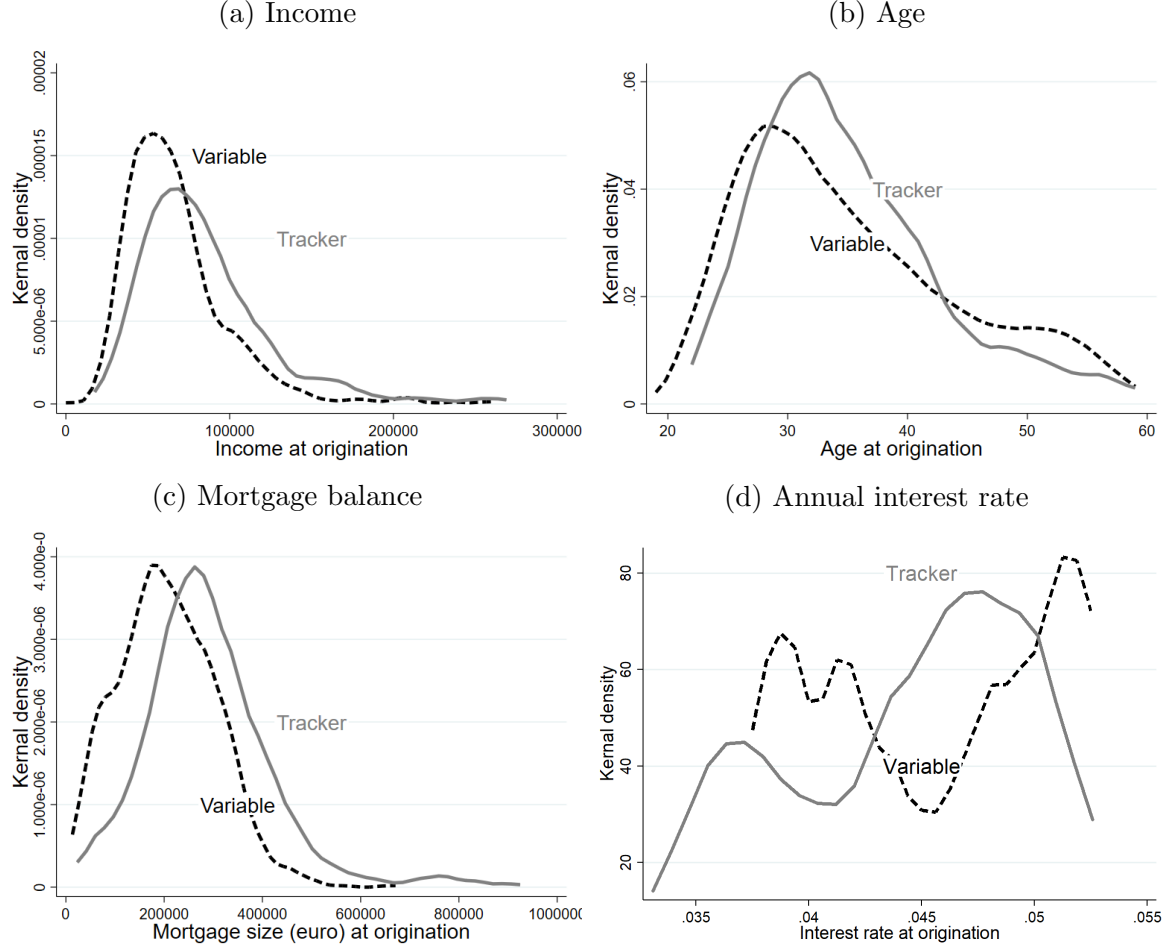 (a) Income
Kernal density
.00002
.00015
.00001
5.000e-06
0
Variable
Tracker
0 100000 200000 300000
Income at origination
(b) Age
Kernal density
.06
.04
.02
0
Tracker
Variable
20 30 40 50 60
Age at origination
(c) Mortgage balance
Kernal density
4.000e-0
3.000e-06
2.000e-06
1.000e-06
0
Tracker
Variable
0 200000 400000 600000 800000 1000000
Mortgage size (euro) at origination
(d) Annual interest rate
Kernal density
80
60
40
20
Tracker
Variable
.035 .04 .045 .05 .055
Interest rate at origination